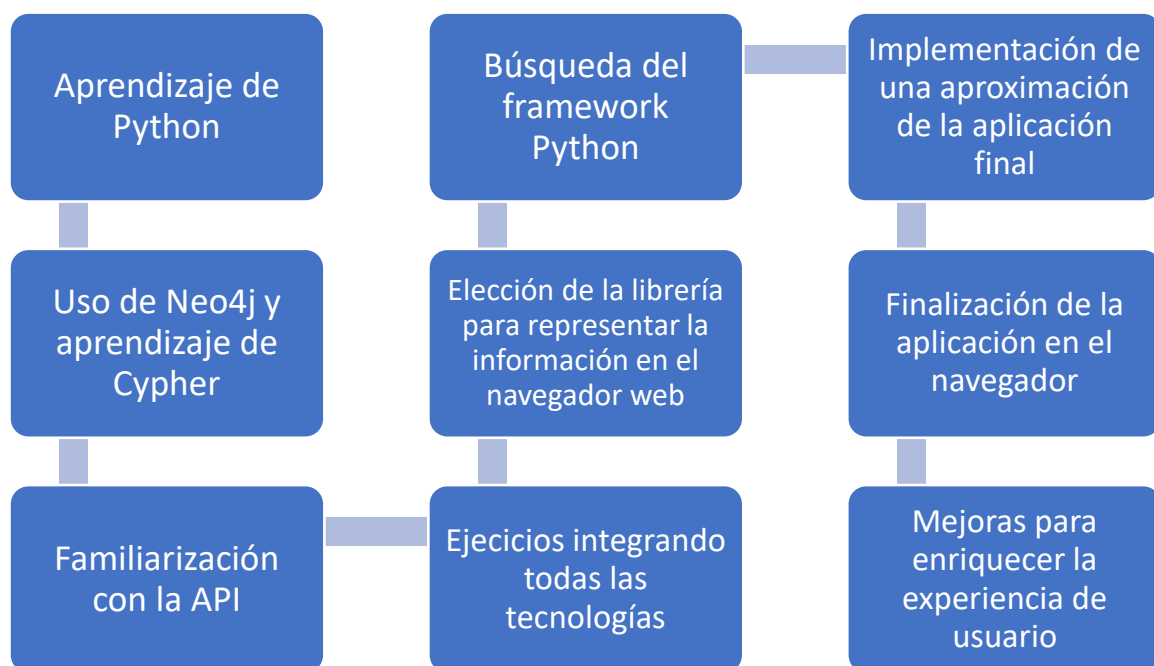 Aprendizaje de
Python
Uso de Neo4j y
aprendizaje de
Cypher
Familiarización
con la API
Ejecicios integrando
todas las
tecnologías
Elección de la librería
para representar la
información en el
navegador web
Búsqueda del
framework
Python
Implementación de
una aproximación
de la aplicación
final
Finalización de la
aplicación en el
navegador
Mejoras para
enriquecer la
experiencia de
usuario